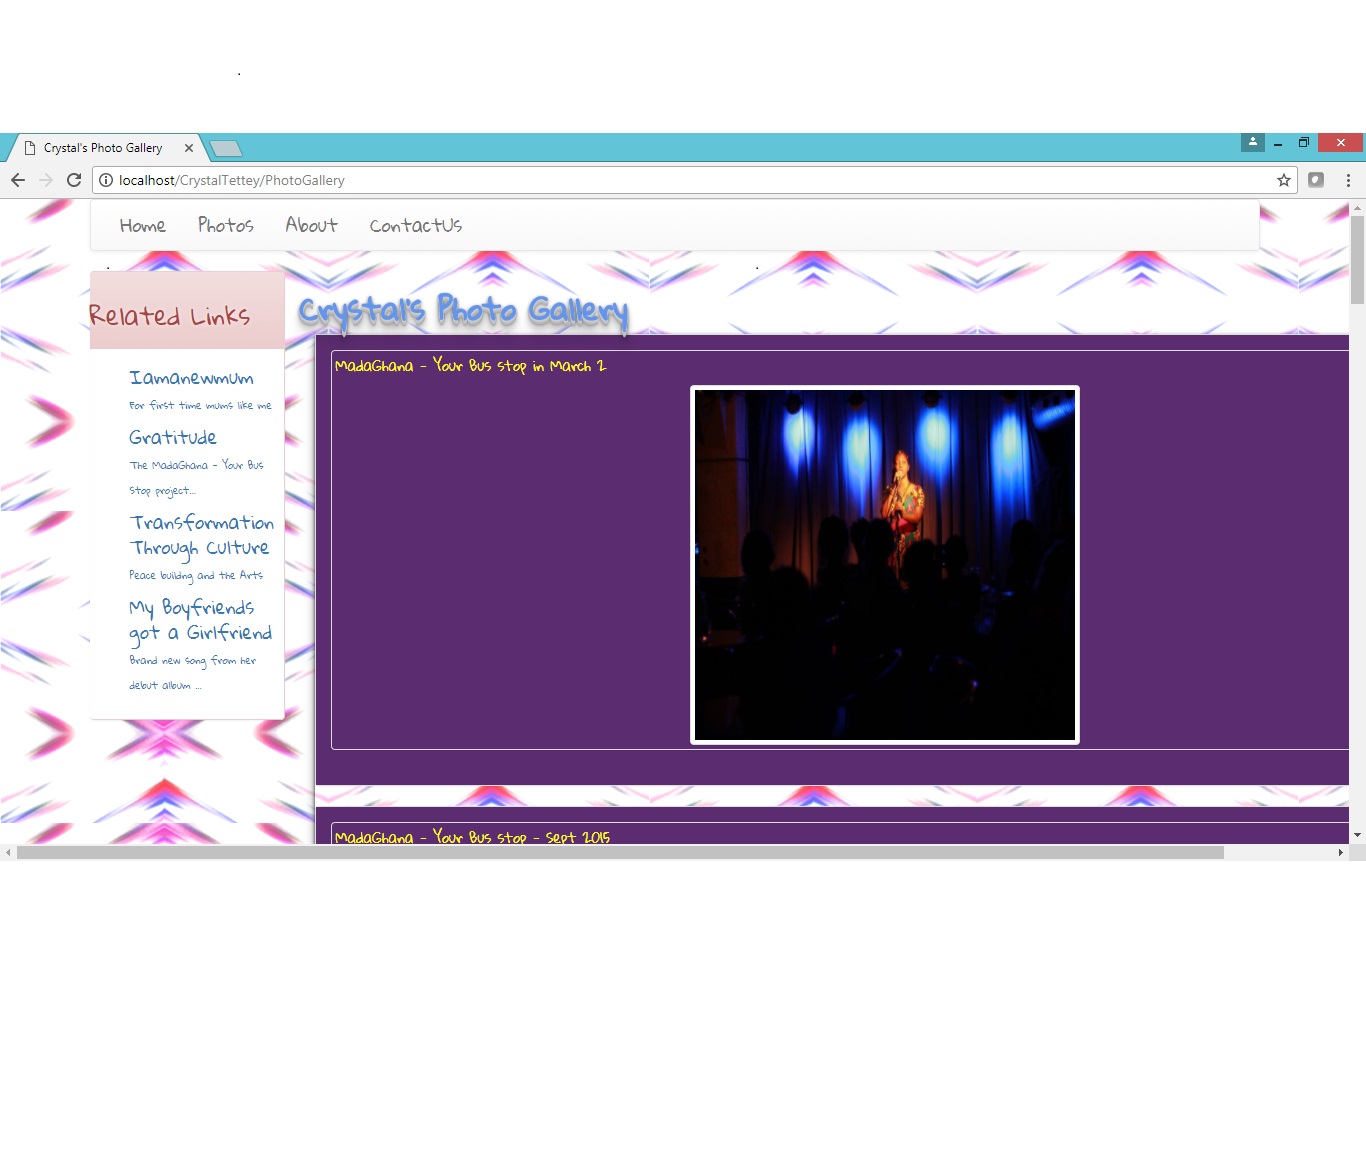 Crystal's Photo Gallery
localhost/CrystalTettey/PhotoGallery
Home Photos About ContactUs
Related Links
Crystal's Photo Gallery
Iamanewmum
For first time mums like me
Gratitude
The MadaGhana - Your Bus
Stop project...
Transformation
Through Culture
Peace buildng and the Arts
My Boyfriends
got a Girlfriend
Brand new song from her
debut album ...
MadaGhana - Your Bus stop in March 2
MadaGhana - Your Bus stop - Sept 2015